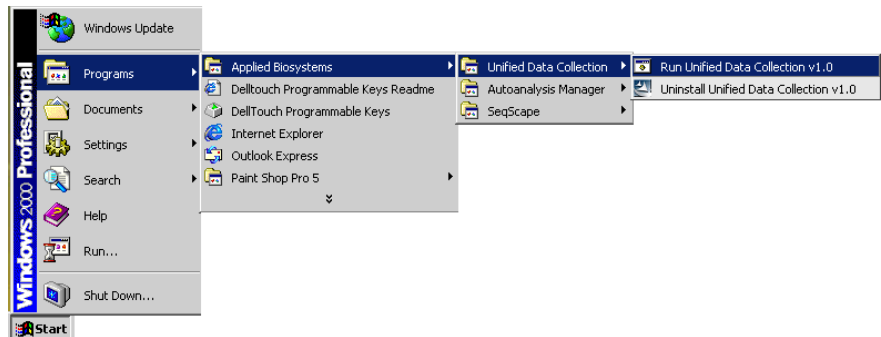 Windows 2000 Professional
Windows Update
Programs
Documents
Settings
Search
Help
Run...
Shut Down...
Start
Applied Biosystems
Delltouch Programmable Keys Readme
DellTouch Programmable Keys
Internet Explorer
Outlook Express
Paint Shop Pro 5
Unified Data Collection
Autoanalysis Manager
SeqScape
Run Unified Data Collection v1.0
Uninstall Unified Data Collection v1.0